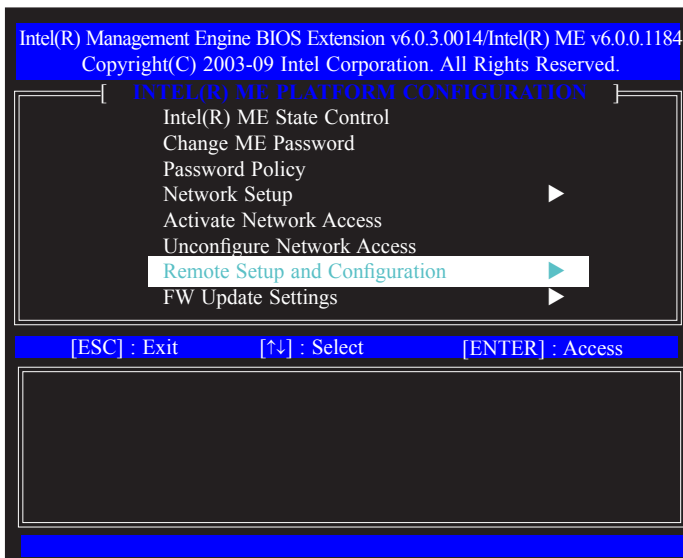 Intel(R) Management Engine BIOS Extension v6.0.3.0014/Intel(R) ME v6.0.0.1184
Copyright(C) 2003-09 Intel Corporation. All Rights Reserved.
[ INTEL(R) ME PLATFORM CONFIGURATION ]
Intel(R) ME State Control
Change ME Password
Password Policy
Network Setup ▶
Activate Network Access
Unconfigure Network Access
Remote Setup and Configuration ▶
FW Update Settings ▶
[ESC] : Exit [↑↓] : Select [ENTER] : Access